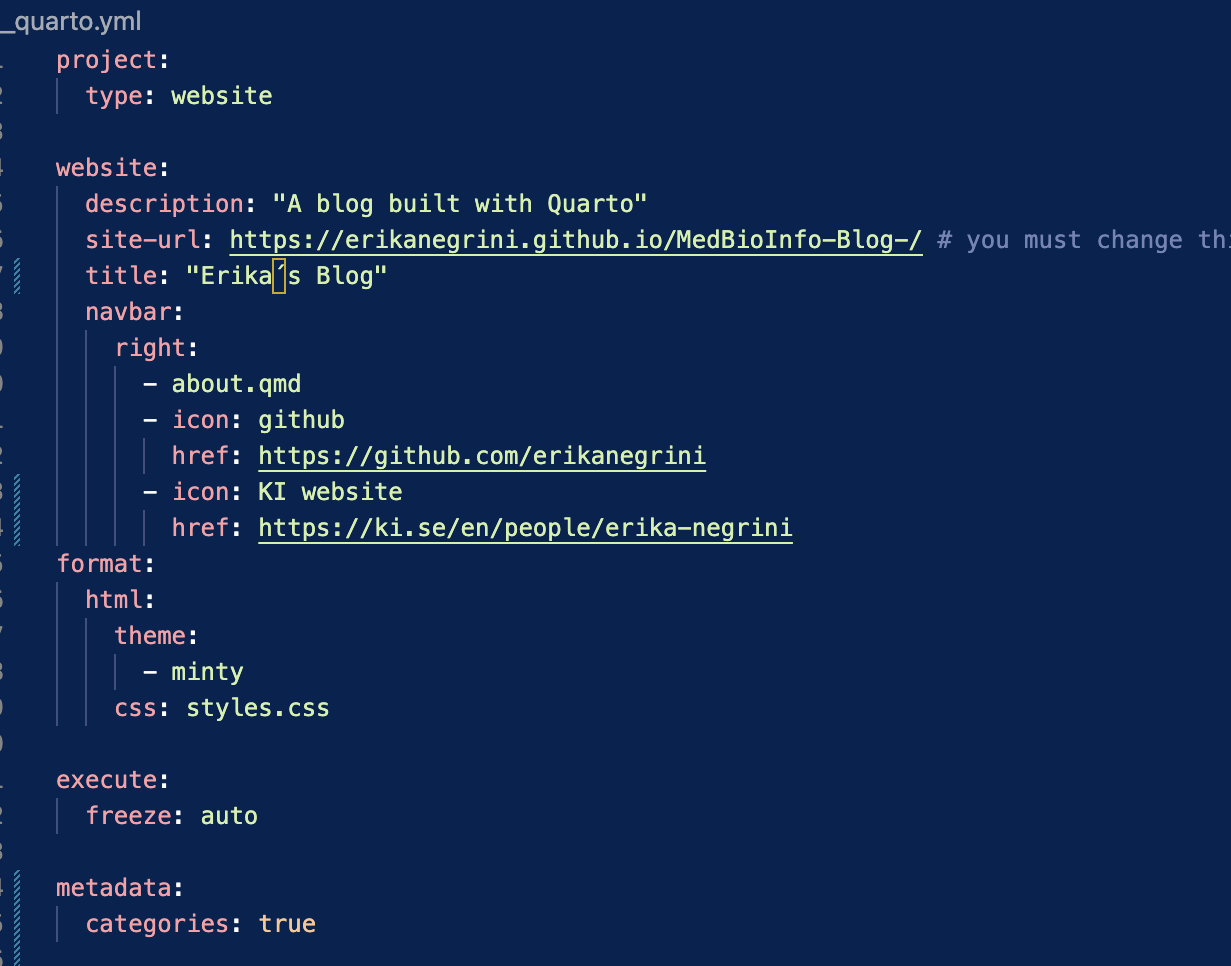 _quarto.yml
project:
  type: website
website:
  description: "A blog built with Quarto"
  site-url: https://erikanegrini.github.io/MedBioInfo-Blog-/ # you must change thi
  title: "Erika´s Blog"
  navbar:
    right:
      - about.qmd
      - icon: github
        href: https://github.com/erikanegrini
      - icon: KI website
        href: https://ki.se/en/people/erika-negrini
format:
  html:
    theme:
      - minty
    css: styles.css
execute:
  freeze: auto
metadata:
  categories: true